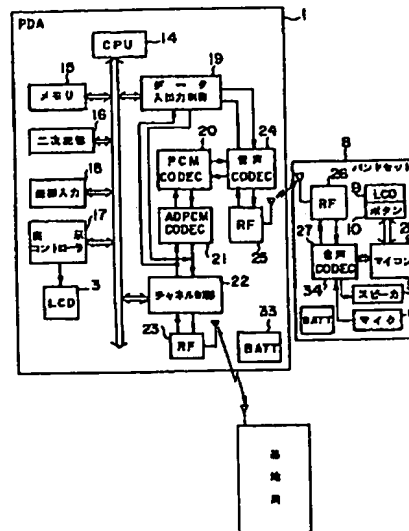 PDA
1
CPU
14
15
メモリ
19
データ
入出力制御
16
二次記憶
20
24
8
PCM
CODEC
音声
CODEC
ハンドセット
18
座標入力
26
9
LCD
RF
ボタン
10
17
表示
コントローラ
ADPCM
CODEC
21
RF
25
27
音声
CODEC
マイコン
34
22
チャネル制御
スピーカ
LCD
3
BATT
マイク
23
RF
33
BATT
基
地
局